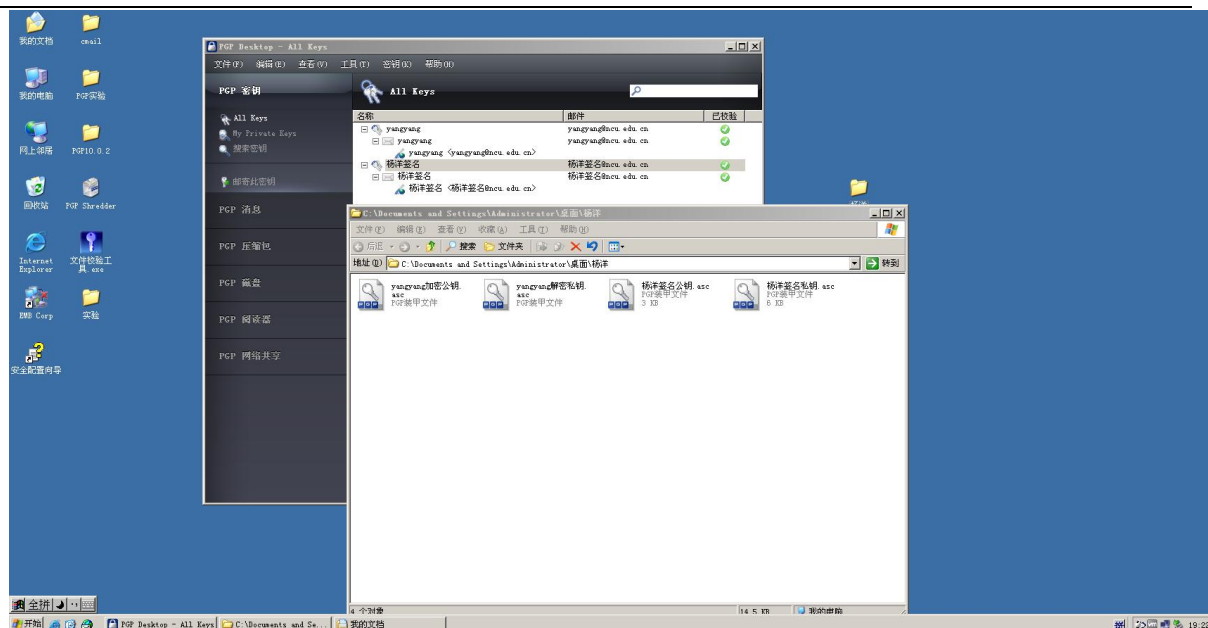 我的文档
cmail
我的电脑
PGP实验
网上邻居
PGP10.0.2
回收站
PGP Shredder
Internet Explorer
文件校验工具.exe
EWB Corp
实验
安全配置向导
PGP Desktop - All Keys
文件(F) 编辑(E) 查看(V) 工具(T) 密钥(K) 帮助(H)
PGP 密钥
All Keys
My Private Keys
搜索密钥
邮寄此密钥
PGP 消息
PGP 压缩包
PGP 磁盘
PGP 阅读器
PGP 网络共享
All Keys
名称 邮件 已校验
yangyang yangyang@ncu.edu.cn
yangyang yangyang@ncu.edu.cn
yangyang <yangyang@ncu.edu.cn>
杨洋签名 杨洋签名@ncu.edu.cn
杨洋签名 杨洋签名@ncu.edu.cn
杨洋签名 <杨洋签名@ncu.edu.cn>
C:\Documents and Settings\Administrator\桌面\杨洋
文件(F) 编辑(E) 查看(V) 收藏(A) 工具(T) 帮助(H)
后退 搜索 文件夹
地址(D) C:\Documents and Settings\Administrator\桌面\杨洋 转到
yangyang加密公钥.asc
PGP装甲文件
yangyang解密私钥.asc
PGP装甲文件
杨洋签名公钥.asc
PGP装甲文件
3 KB
杨洋签名私钥.asc
PGP装甲文件
6 KB
4 个对象 14.5 KB 我的电脑
全拼
开始 PGP Desktop - All Keys C:\Documents and Se... 我的文档 19:22